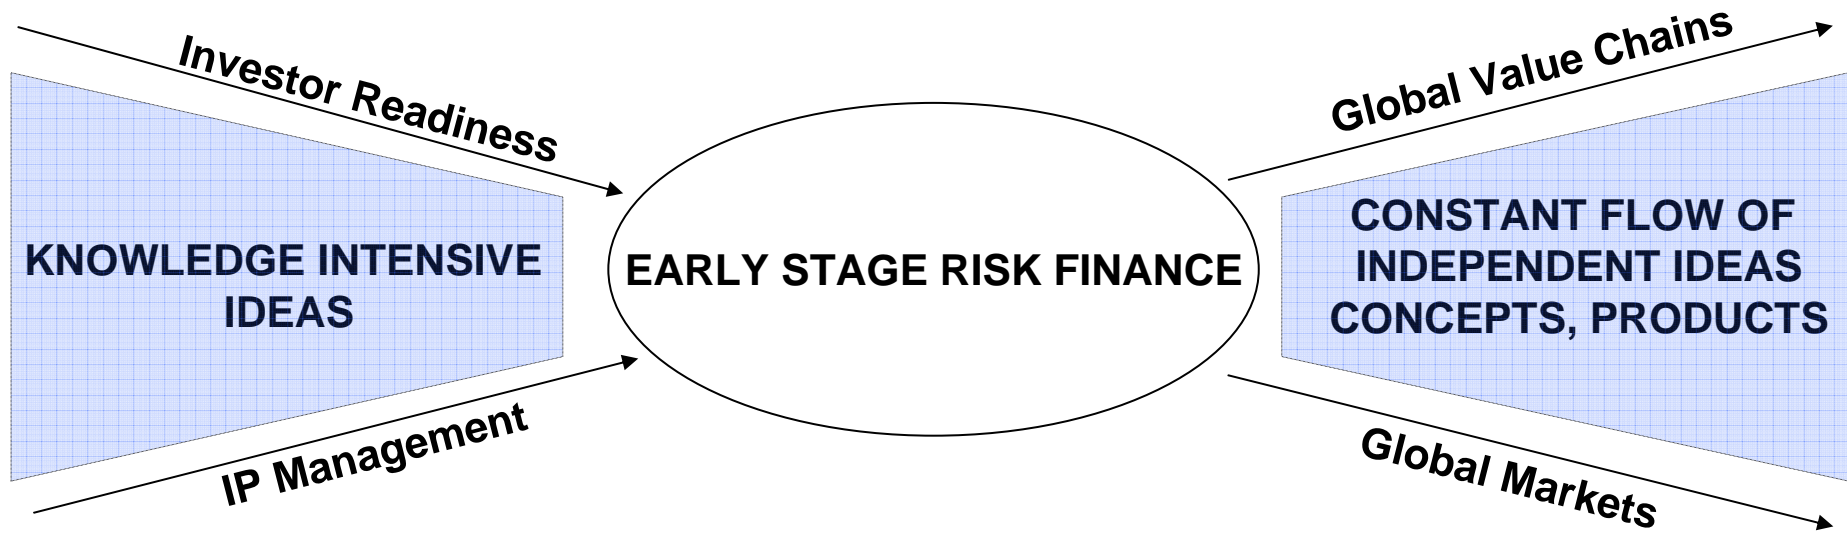 Investor Readiness
KNOWLEDGE INTENSIVE
IDEAS
IP Management
EARLY STAGE RISK FINANCE
Global Value Chains
CONSTANT FLOW OF
INDEPENDENT IDEAS
CONCEPTS, PRODUCTS
Global Markets